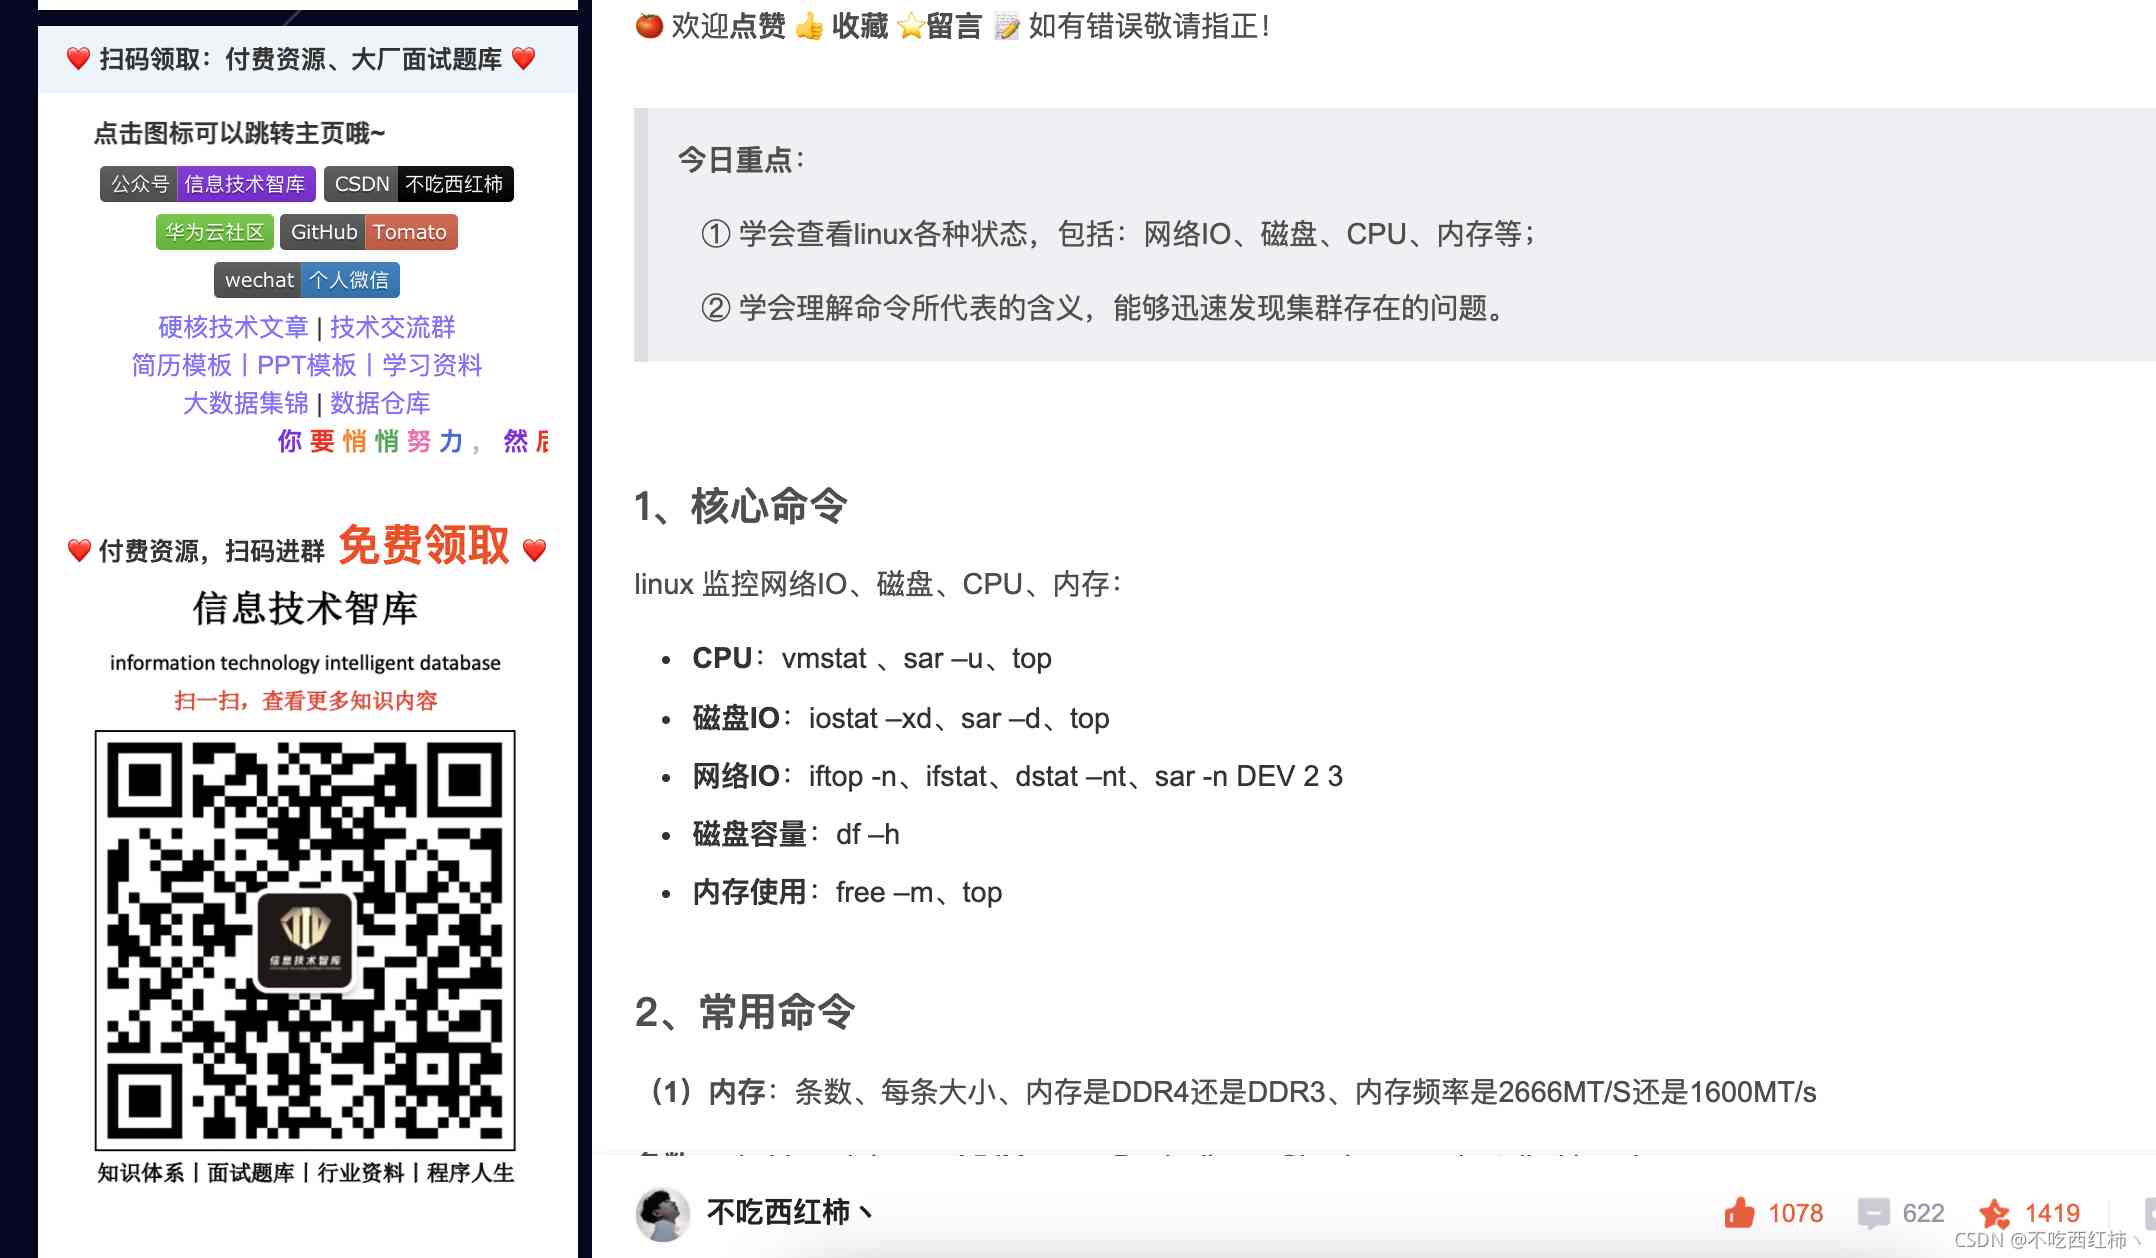 ❤️ 扫码领取：付费资源、大厂面试题库 ❤️
点击图标可以跳转主页哦~
公众号 信息技术智库 CSDN 不吃西红柿
华为云社区 GitHub Tomato
wechat 个人微信
硬核技术文章 | 技术交流群
简历模板 | PPT模板 | 学习资料
大数据集锦 | 数据仓库
你要悄悄努力，然后
❤️ 付费资源，扫码进群 免费领取 ❤️
信息技术智库
information technology intelligent database
扫一扫，查看更多知识内容
信息技术智库
知识体系 | 面试题库 | 行业资料 | 程序人生
🍅 欢迎点赞 👍 收藏 ⭐留言 📝 如有错误敬请指正！
今日重点：
① 学会查看linux各种状态，包括：网络IO、磁盘、CPU、内存等；
② 学会理解命令所代表的含义，能够迅速发现集群存在的问题。
1、核心命令
linux 监控网络IO、磁盘、CPU、内存：
• CPU：vmstat 、sar –u、top
• 磁盘IO：iostat –xd、sar –d、top
• 网络IO：iftop -n、ifstat、dstat –nt、sar -n DEV 2 3
• 磁盘容量：df –h
• 内存使用：free –m、top
2、常用命令
（1）内存：条数、每条大小、内存是DDR4还是DDR3、内存频率是2666MT/S还是1600MT/s
不吃西红柿丶
1078 622 1419
CSDN @不吃西红柿丶